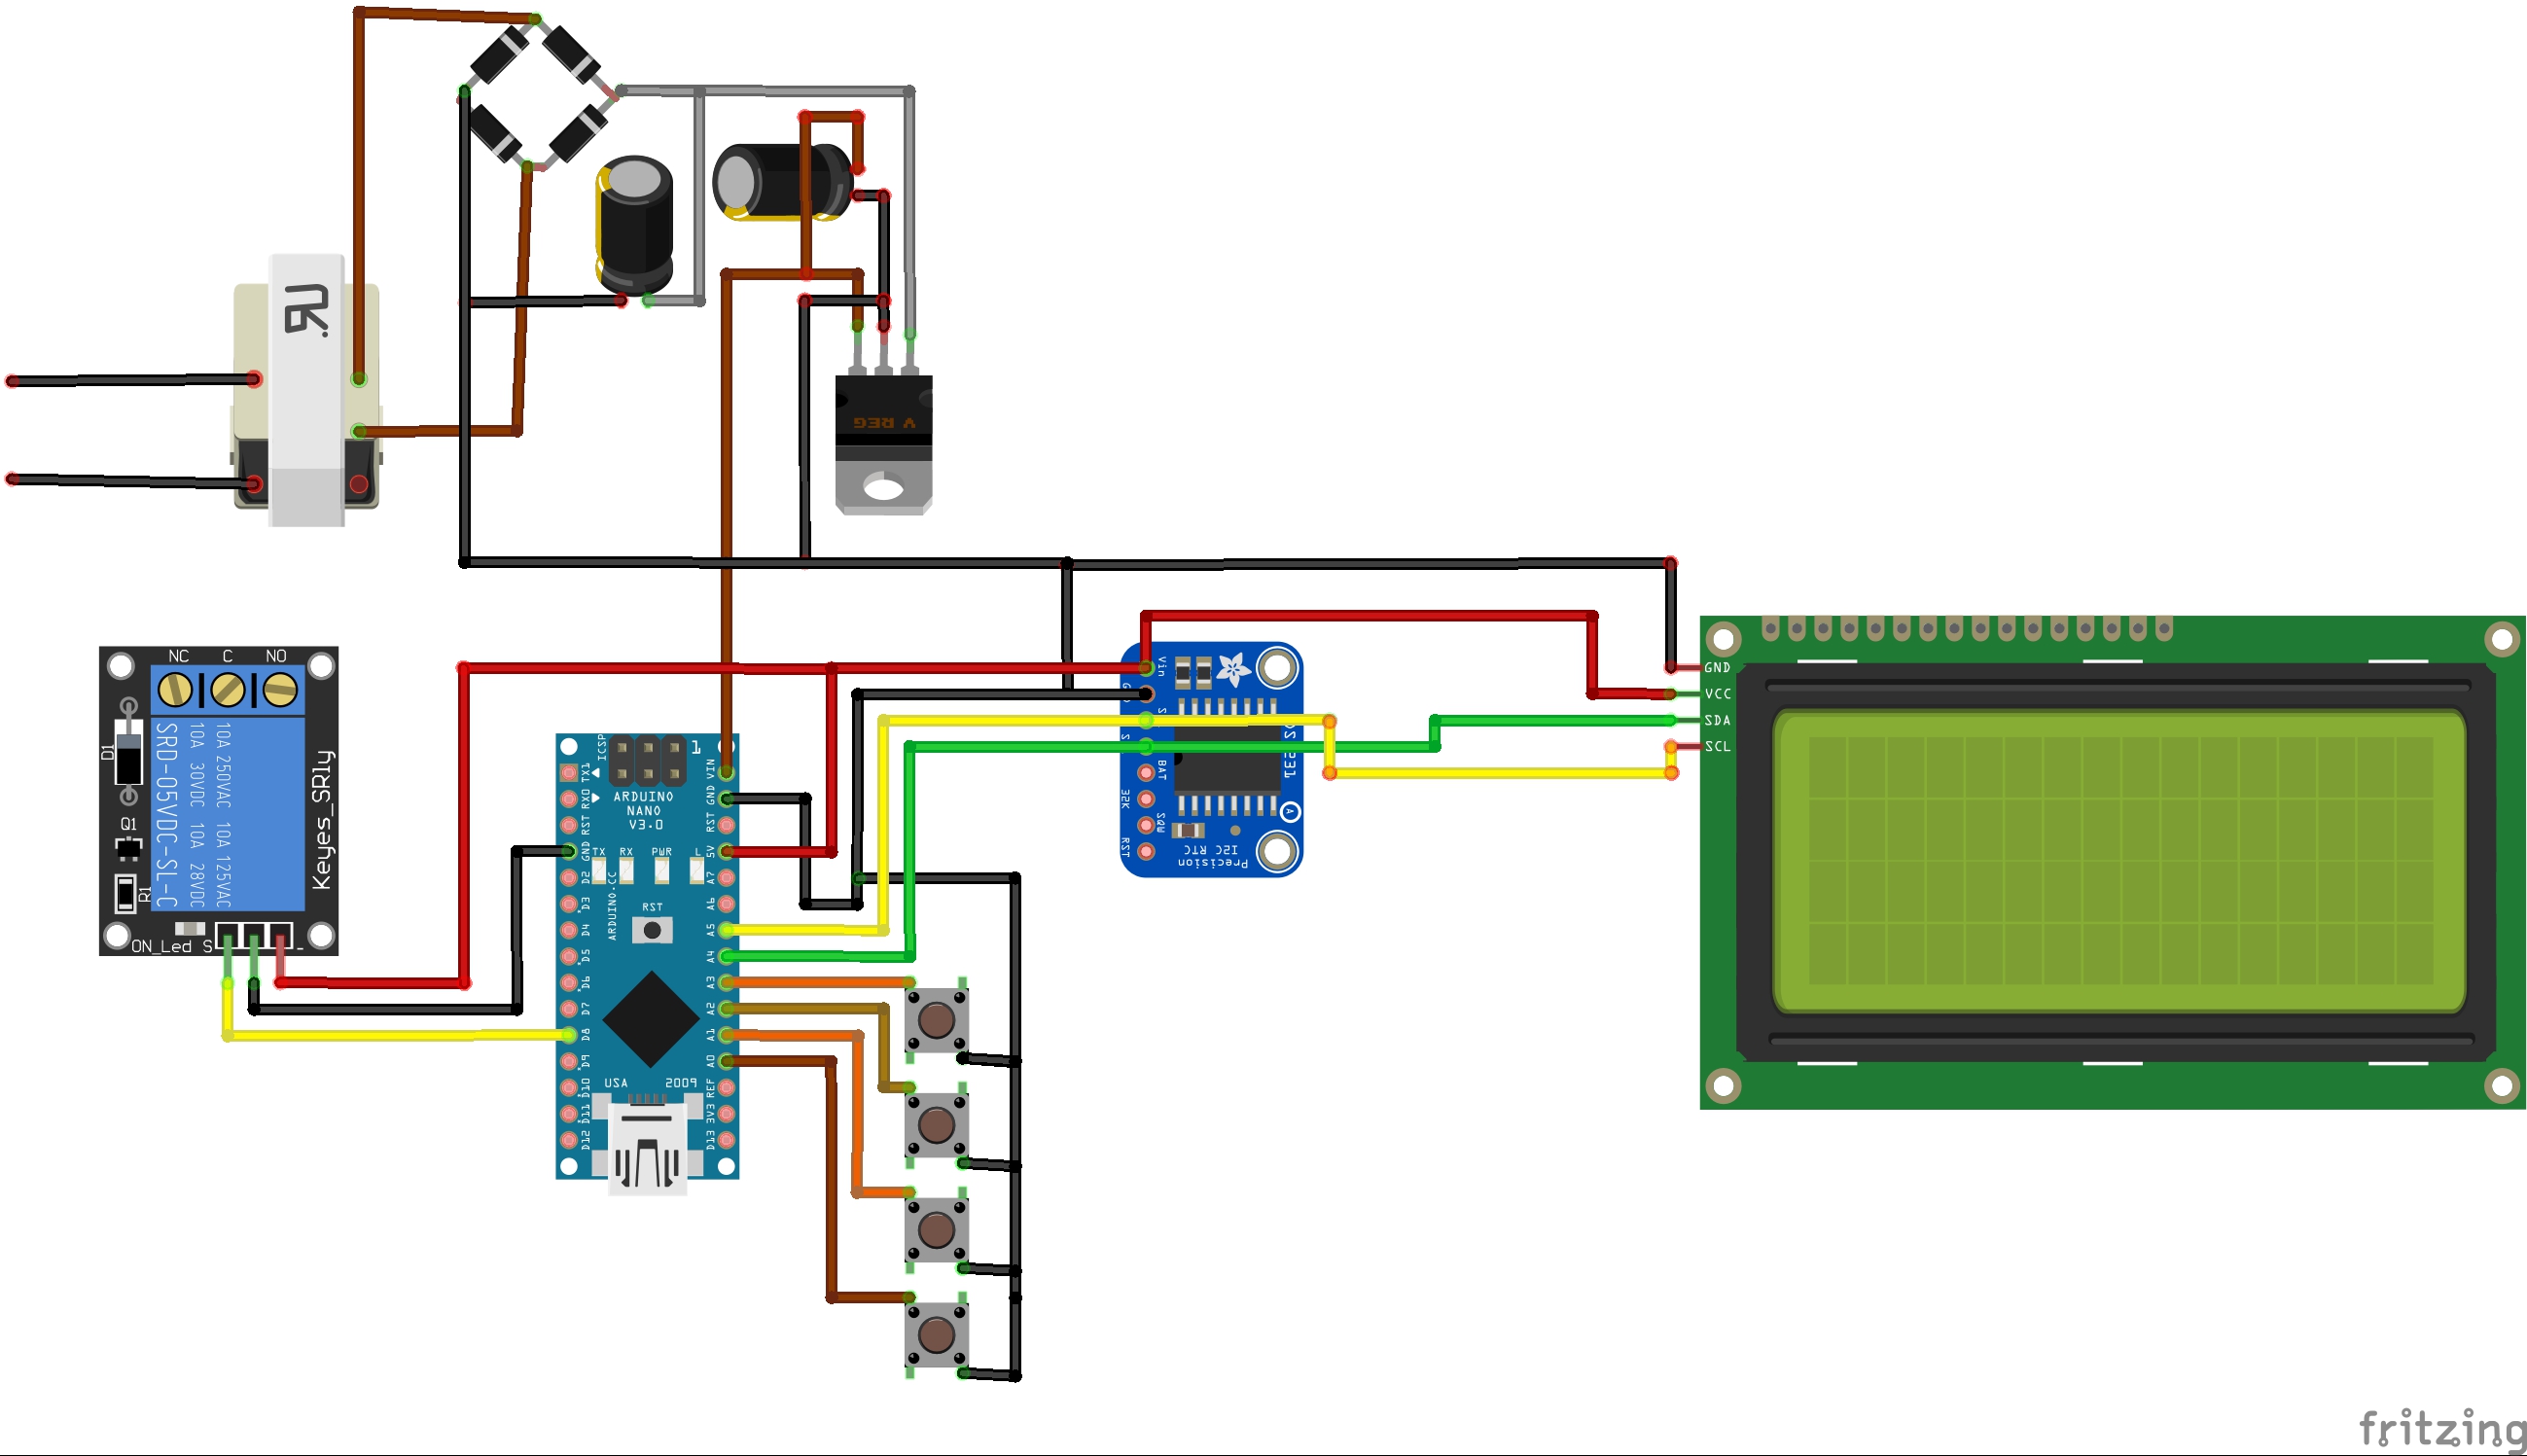 V REG
NC C NO
D1
Q1
R1
SRD-05VDC-SL-C
10A 30VDC 10A 28VDC
10A 250VAC 10A 125VAC
Keyes_SRly
ON_Led S
-
ICSP
1
ARDUINO
NANO
V3.0
TX RX PWR L
RST
ARDUINO.CC
USA 2009
TX1
RX0
RST
GND
D2
D3
D4
D5
D6
D7
D8
D9
D10
D11
D12
VIN
GND
RST
5V
A7
A6
A5
A4
A3
A2
A1
A0
REF
3V3
D13
Vin
BAT
32K
SQW
RST
Precision
I2C RTC
GND
VCC
SDA
SCL
fritzing